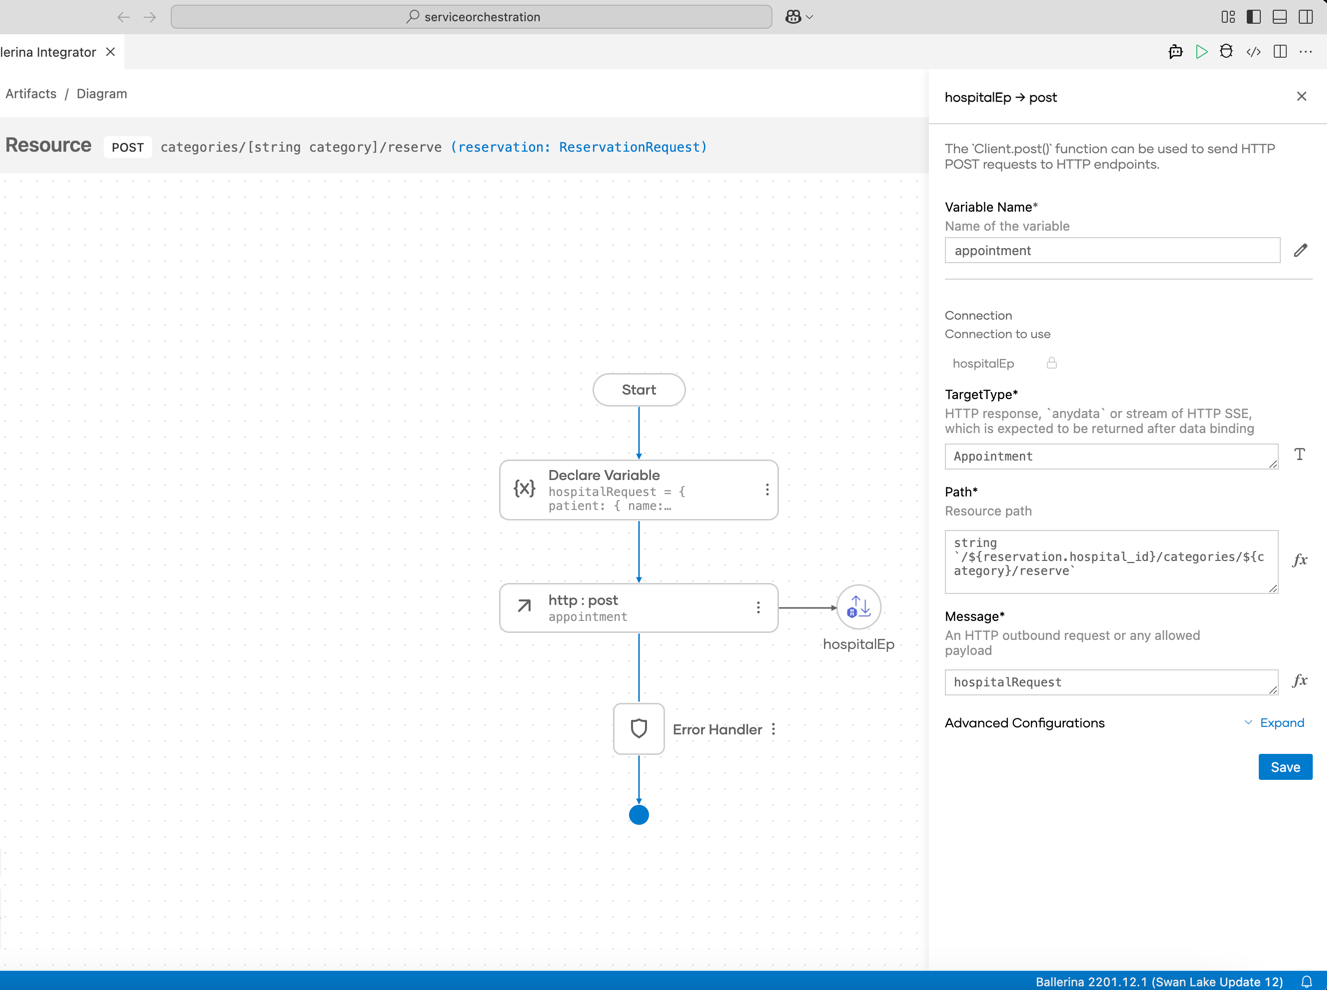 serviceorchestration
lerina Integrator
Artifacts / Diagram
Resource POST categories/[string category]/reserve (reservation: ReservationRequest)
Start
Declare Variable
hospitalRequest = {
patient: { name:…
http : post
appointment
hospitalEp
Error Handler
hospitalEp → post
The `Client.post()` function can be used to send HTTP
POST requests to HTTP endpoints.
Variable Name*
Name of the variable
appointment
Connection
Connection to use
hospitalEp
TargetType*
HTTP response, `anydata` or stream of HTTP SSE,
which is expected to be returned after data binding
Appointment
T
Path*
Resource path
string
`/${reservation.hospital_id}/categories/${c
ategory}/reserve`
fx
Message*
An HTTP outbound request or any allowed
payload
hospitalRequest
fx
Advanced Configurations
Expand
Save
Ballerina 2201.12.1 (Swan Lake Update 12)